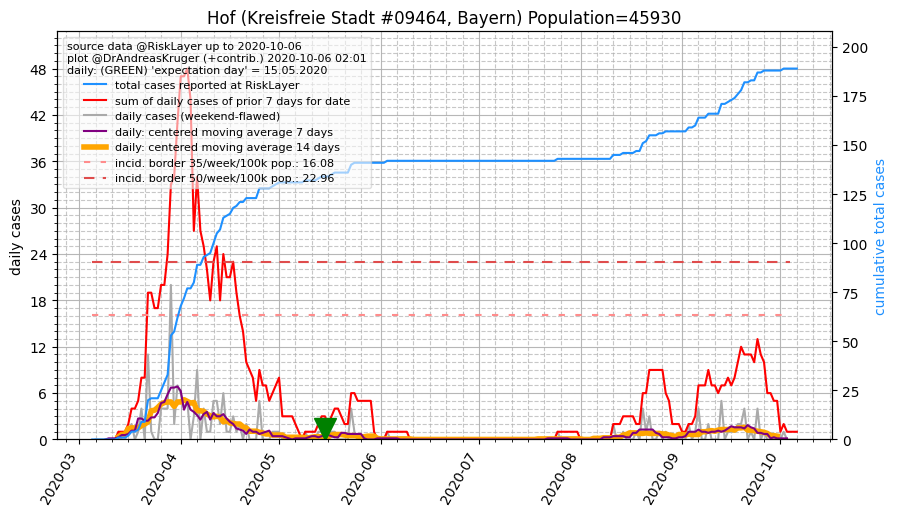 Hof (Kreisfreie Stadt #09464, Bayern) Population=45930
source data @RiskLayer up to 2020-10-06
plot @DrAndreasKruger (+contrib.) 2020-10-06 02:01
daily: (GREEN) 'expectation day' = 15.05.2020
total cases reported at RiskLayer
sum of daily cases of prior 7 days for date
daily cases (weekend-flawed)
daily: centered moving average 7 days
daily: centered moving average 14 days
incid. border 35/week/100k pop.: 16.08
incid. border 50/week/100k pop.: 22.96
daily cases
48
42
36
30
24
18
12
6
0
200
175
150
125
100
75
50
25
0
cumulative total cases
2020-03
2020-04
2020-05
2020-06
2020-07
2020-08
2020-09
2020-10